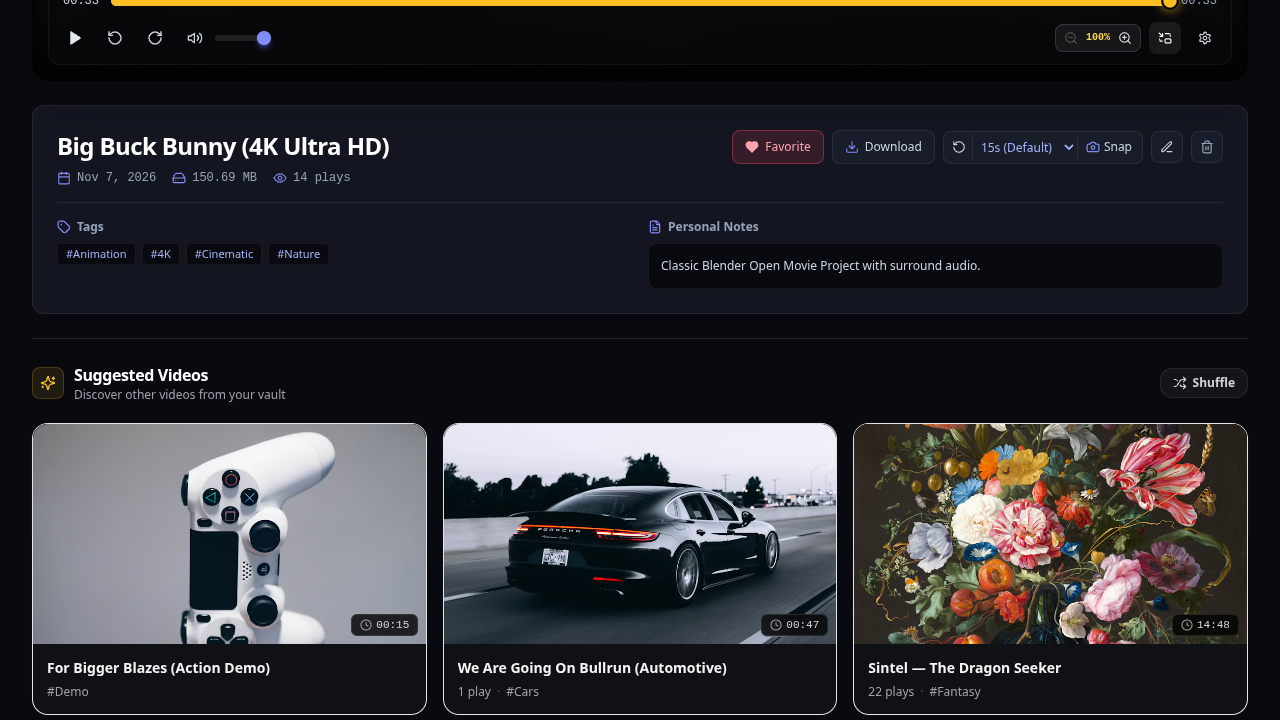 00:33
00:33
100%
Big Buck Bunny (4K Ultra HD)
Favorite
Download
15s (Default)
Snap
Nov 7, 2026
150.69 MB
14 plays
Tags
Personal Notes
#Animation
#4K
#Cinematic
#Nature
Classic Blender Open Movie Project with surround audio.
Suggested Videos
Discover other videos from your vault
Shuffle
PORSCHE
00:15
00:47
14:48
For Bigger Blazes (Action Demo)
#Demo
We Are Going On Bullrun (Automotive)
1 play · #Cars
Sintel — The Dragon Seeker
22 plays · #Fantasy